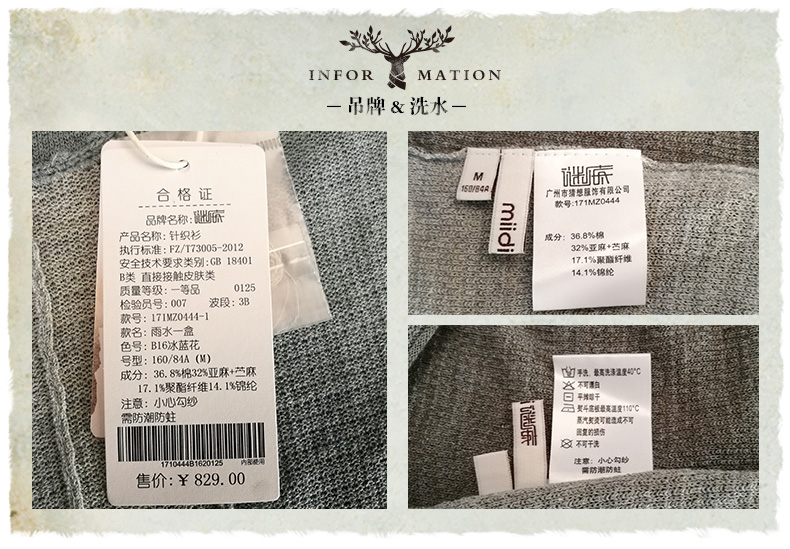 INFOR MATION
吊牌 & 洗水
合格证
品牌名称:谜底
产品名称: 针织衫
执行标准: FZ/T73005-2012
安全技术要求类别:GB 18401
B类 直接接触皮肤类
质量等级: 一等品 0125
检验员号: 007 波段: 3B
款号: 171MZ0444-1
款名: 雨水一盒
色号: B16冰蓝花
号型: 160/84A (M)
成分: 36.8%棉32%亚麻+苎麻
17.1%聚酯纤维14.1%锦纶
注意: 小心勾纱
需防潮防蛀
1710444B1620125 内部使用
售价:￥829.00
M
160/84A
miidii
谜底
广州市猜想服饰有限公司
款号:171MZ0444
成分: 36.8%棉
32%亚麻+苎麻
17.1%聚酯纤维
14.1%锦纶
谜底
手洗, 最高洗涤温度40°C
不可漂白
平摊晾干
熨斗底板最高温度110°C
蒸汽熨烫可能造成不可
回复的损伤
不可干洗
注意: 小心勾纱
需防潮防蛀